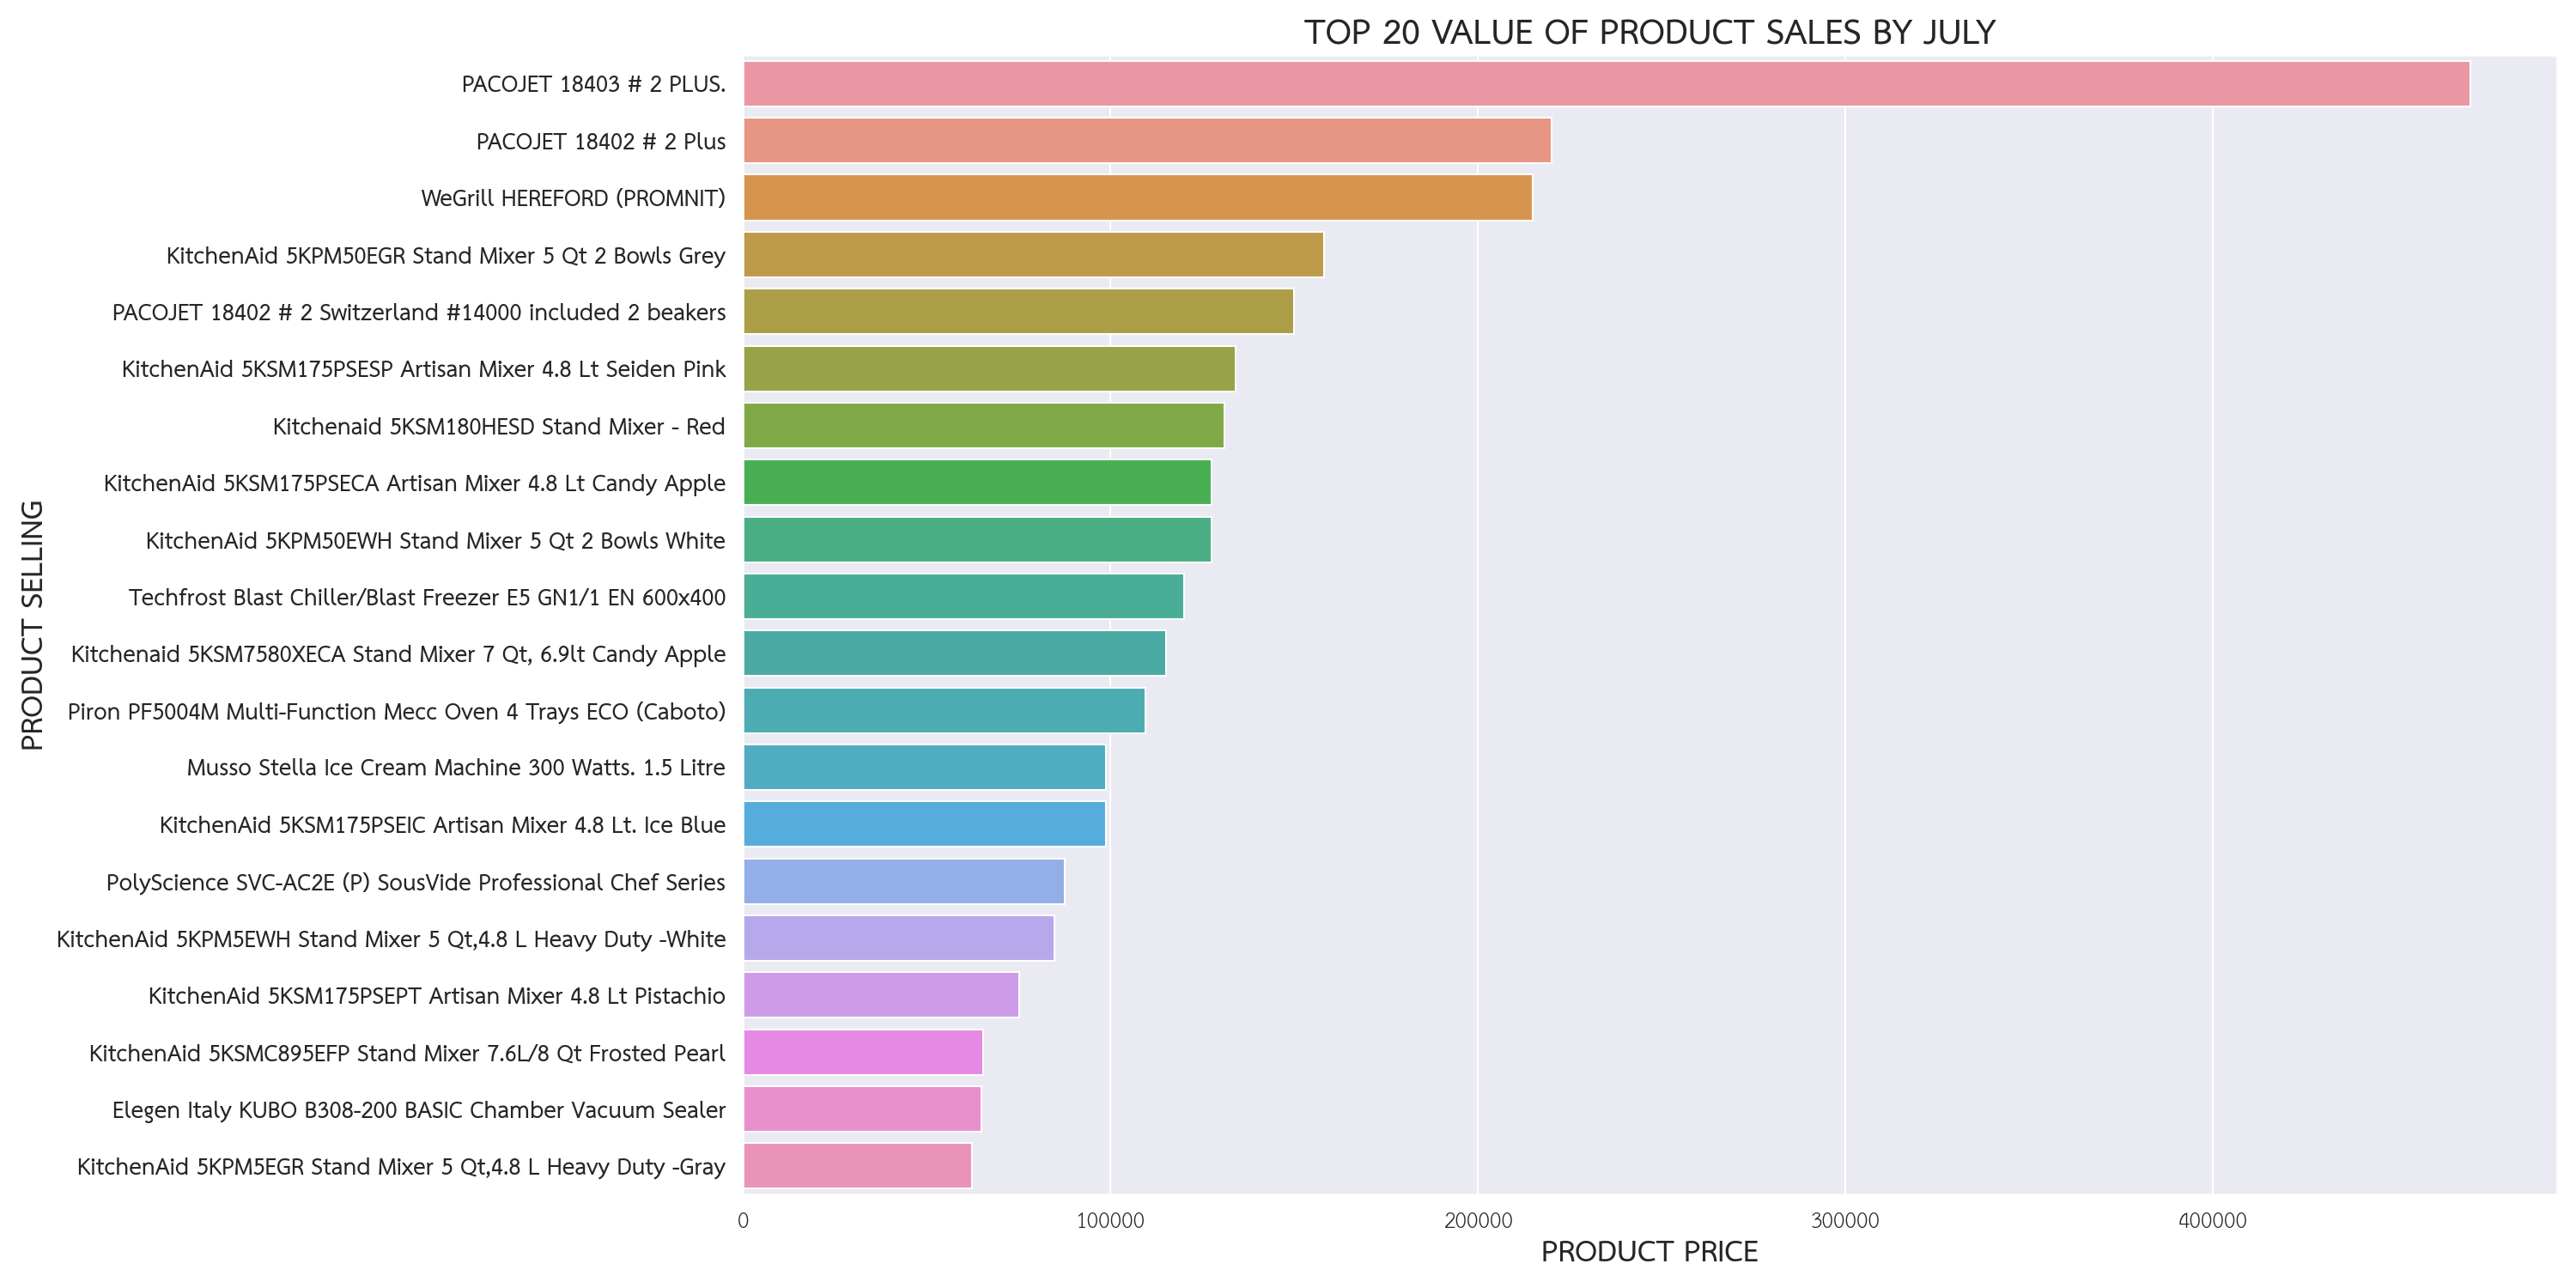 TOP 20 VALUE OF PRODUCT SALES BY JULY
PRODUCT SELLING
PACOJET 18403 # 2 PLUS.
PACOJET 18402 # 2 Plus
WeGrill HEREFORD (PROMNIT)
KitchenAid 5KPM50EGR Stand Mixer 5 Qt 2 Bowls Grey
PACOJET 18402 # 2 Switzerland #14000 included 2 beakers
KitchenAid 5KSM175PSESP Artisan Mixer 4.8 Lt Seiden Pink
Kitchenaid 5KSM180HESD Stand Mixer - Red
KitchenAid 5KSM175PSECA Artisan Mixer 4.8 Lt Candy Apple
KitchenAid 5KPM50EWH Stand Mixer 5 Qt 2 Bowls White
Techfrost Blast Chiller/Blast Freezer E5 GN1/1 EN 600x400
Kitchenaid 5KSM7580XECA Stand Mixer 7 Qt, 6.9lt Candy Apple
Piron PF5004M Multi-Function Mecc Oven 4 Trays ECO (Caboto)
Musso Stella Ice Cream Machine 300 Watts. 1.5 Litre
KitchenAid 5KSM175PSEIC Artisan Mixer 4.8 Lt. Ice Blue
PolyScience SVC-AC2E (P) SousVide Professional Chef Series
KitchenAid 5KPM5EWH Stand Mixer 5 Qt,4.8 L Heavy Duty -White
KitchenAid 5KSM175PSEPT Artisan Mixer 4.8 Lt Pistachio
KitchenAid 5KSMC895EFP Stand Mixer 7.6L/8 Qt Frosted Pearl
Elegen Italy KUBO B308-200 BASIC Chamber Vacuum Sealer
KitchenAid 5KPM5EGR Stand Mixer 5 Qt,4.8 L Heavy Duty -Gray
0 100000 200000 300000 400000
PRODUCT PRICE